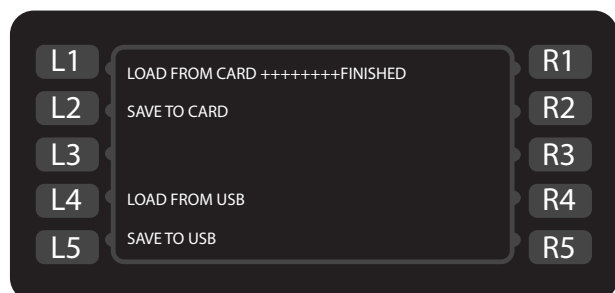 L1 LOAD FROM CARD ++++++++FINISHED R1
L2 SAVE TO CARD R2
L3 R3
L4 LOAD FROM USB R4
L5 SAVE TO USB R5